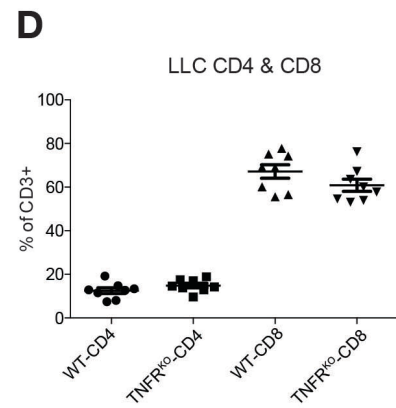 D
LLC CD4 & CD8
% of CD3+
100
80
60
40
20
0
WT-CD4
TNFRᴷᴼ-CD4
WT-CD8
TNFRᴷᴼ-CD8